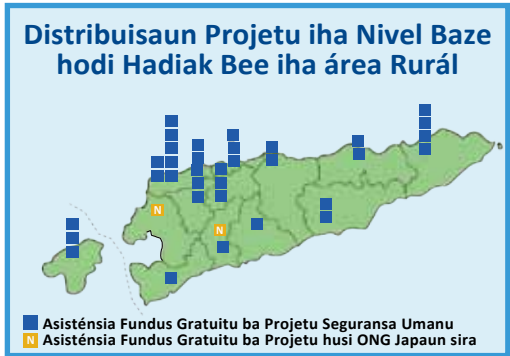 Distribuisaun Projetu iha Nivel Baze
hodi Hadiak Bee iha área Rurál
N
N
Asisténsia Fundus Gratuitu ba Projetu Seguransa Umanu
N Asisténsia Fundus Gratuitu ba Projetu husi ONG Japaun sira